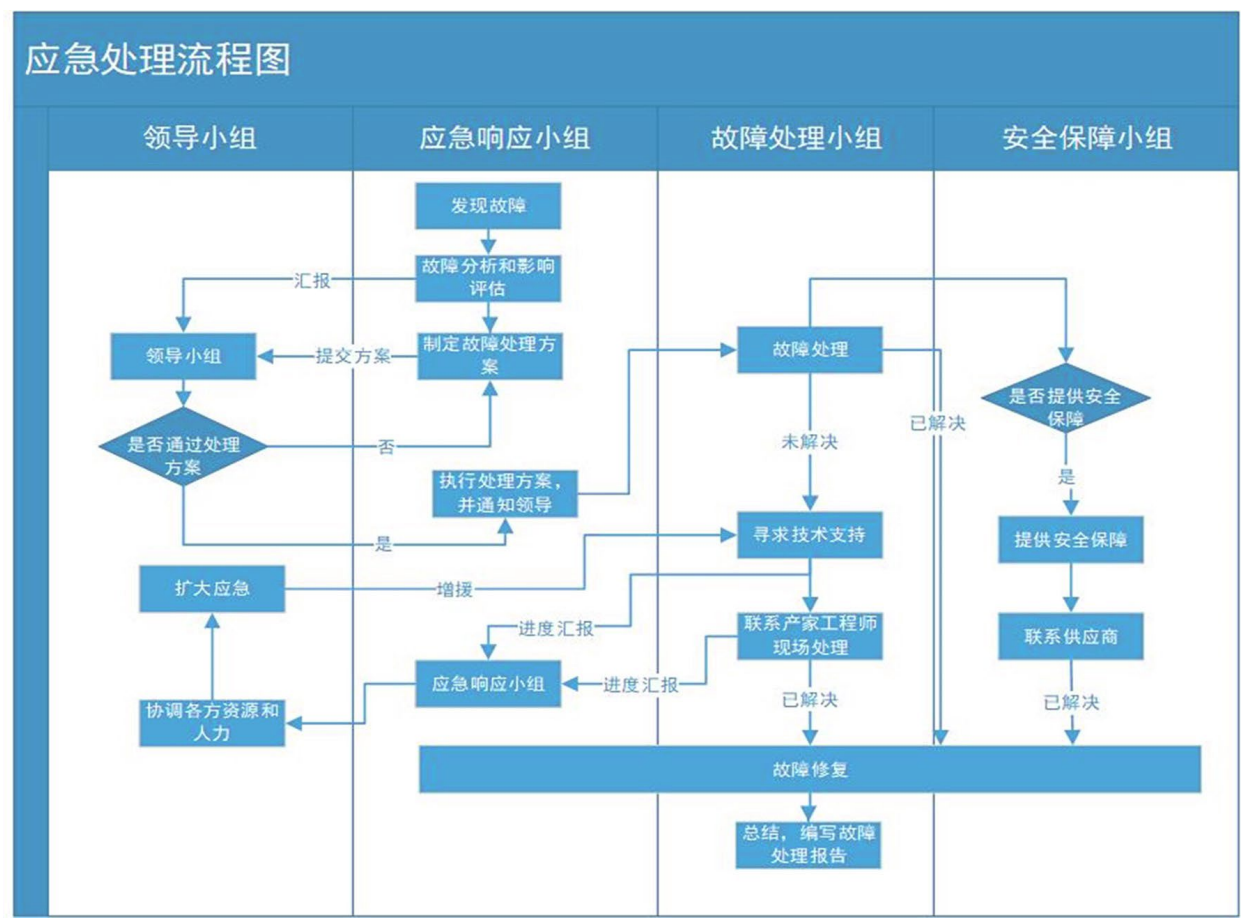 应急处理流程图
领导小组
应急响应小组
故障处理小组
安全保障小组
发现故障
故障分析和影响
评估
汇报
领导小组
提交方案
制定故障处理方
案
故障处理
是否提供安全
保障
已解决
是否通过处理
方案
否
未解决
是
执行处理方案，
并通知领导
是
寻求技术支持
提供安全保障
扩大应急
增援
进度汇报
联系产家工程师
现场处理
联系供应商
应急响应小组
进度汇报
已解决
已解决
协调各方资源和
人力
故障修复
总结，编写故障
处理报告